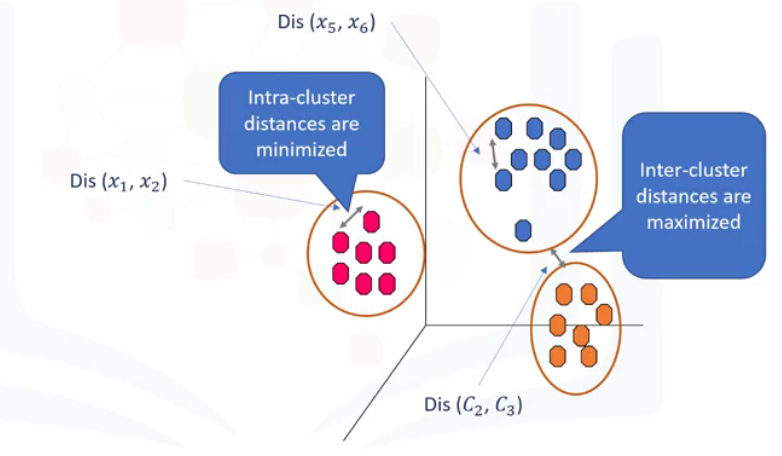 Dis (x₅, x₆)
Intra-cluster
distances are
minimized
Inter-cluster
distances are
maximized
Dis (x₁, x₂)
Dis (C₂, C₃)